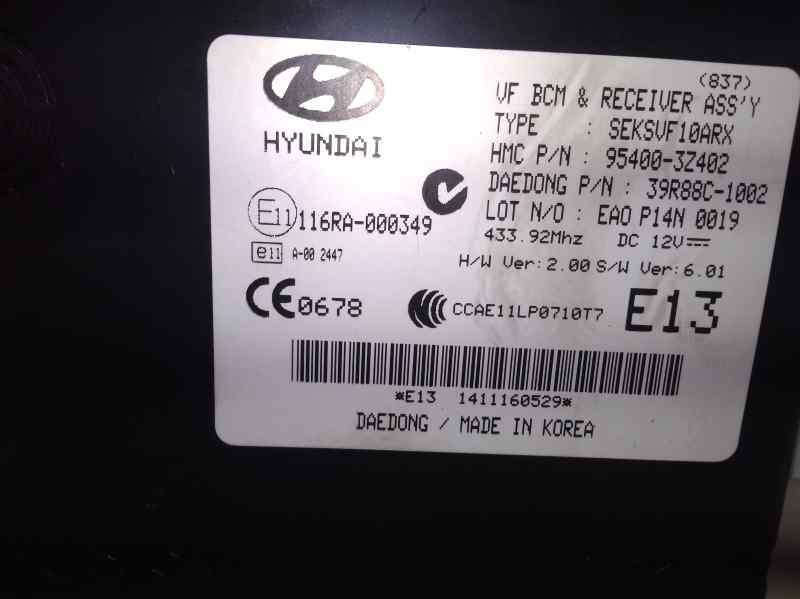 (837)
HYUNDAI
VF BCM & RECEIVER ASS'Y
TYPE : SEKSVF10ARX
HMC P/N : 95400-3Z402
DAEDONG P/N : 39R88C-1002
LOT N/O : EAO P14N 0019
433.92Mhz DC 12V
H/W Ver:2.00 S/W Ver:6.01
E11 116RA-000349
e11 A-00 2447
CE 0678
CCAE11LP0710T7
E13
*E13 1411160529*
DAEDONG / MADE IN KOREA